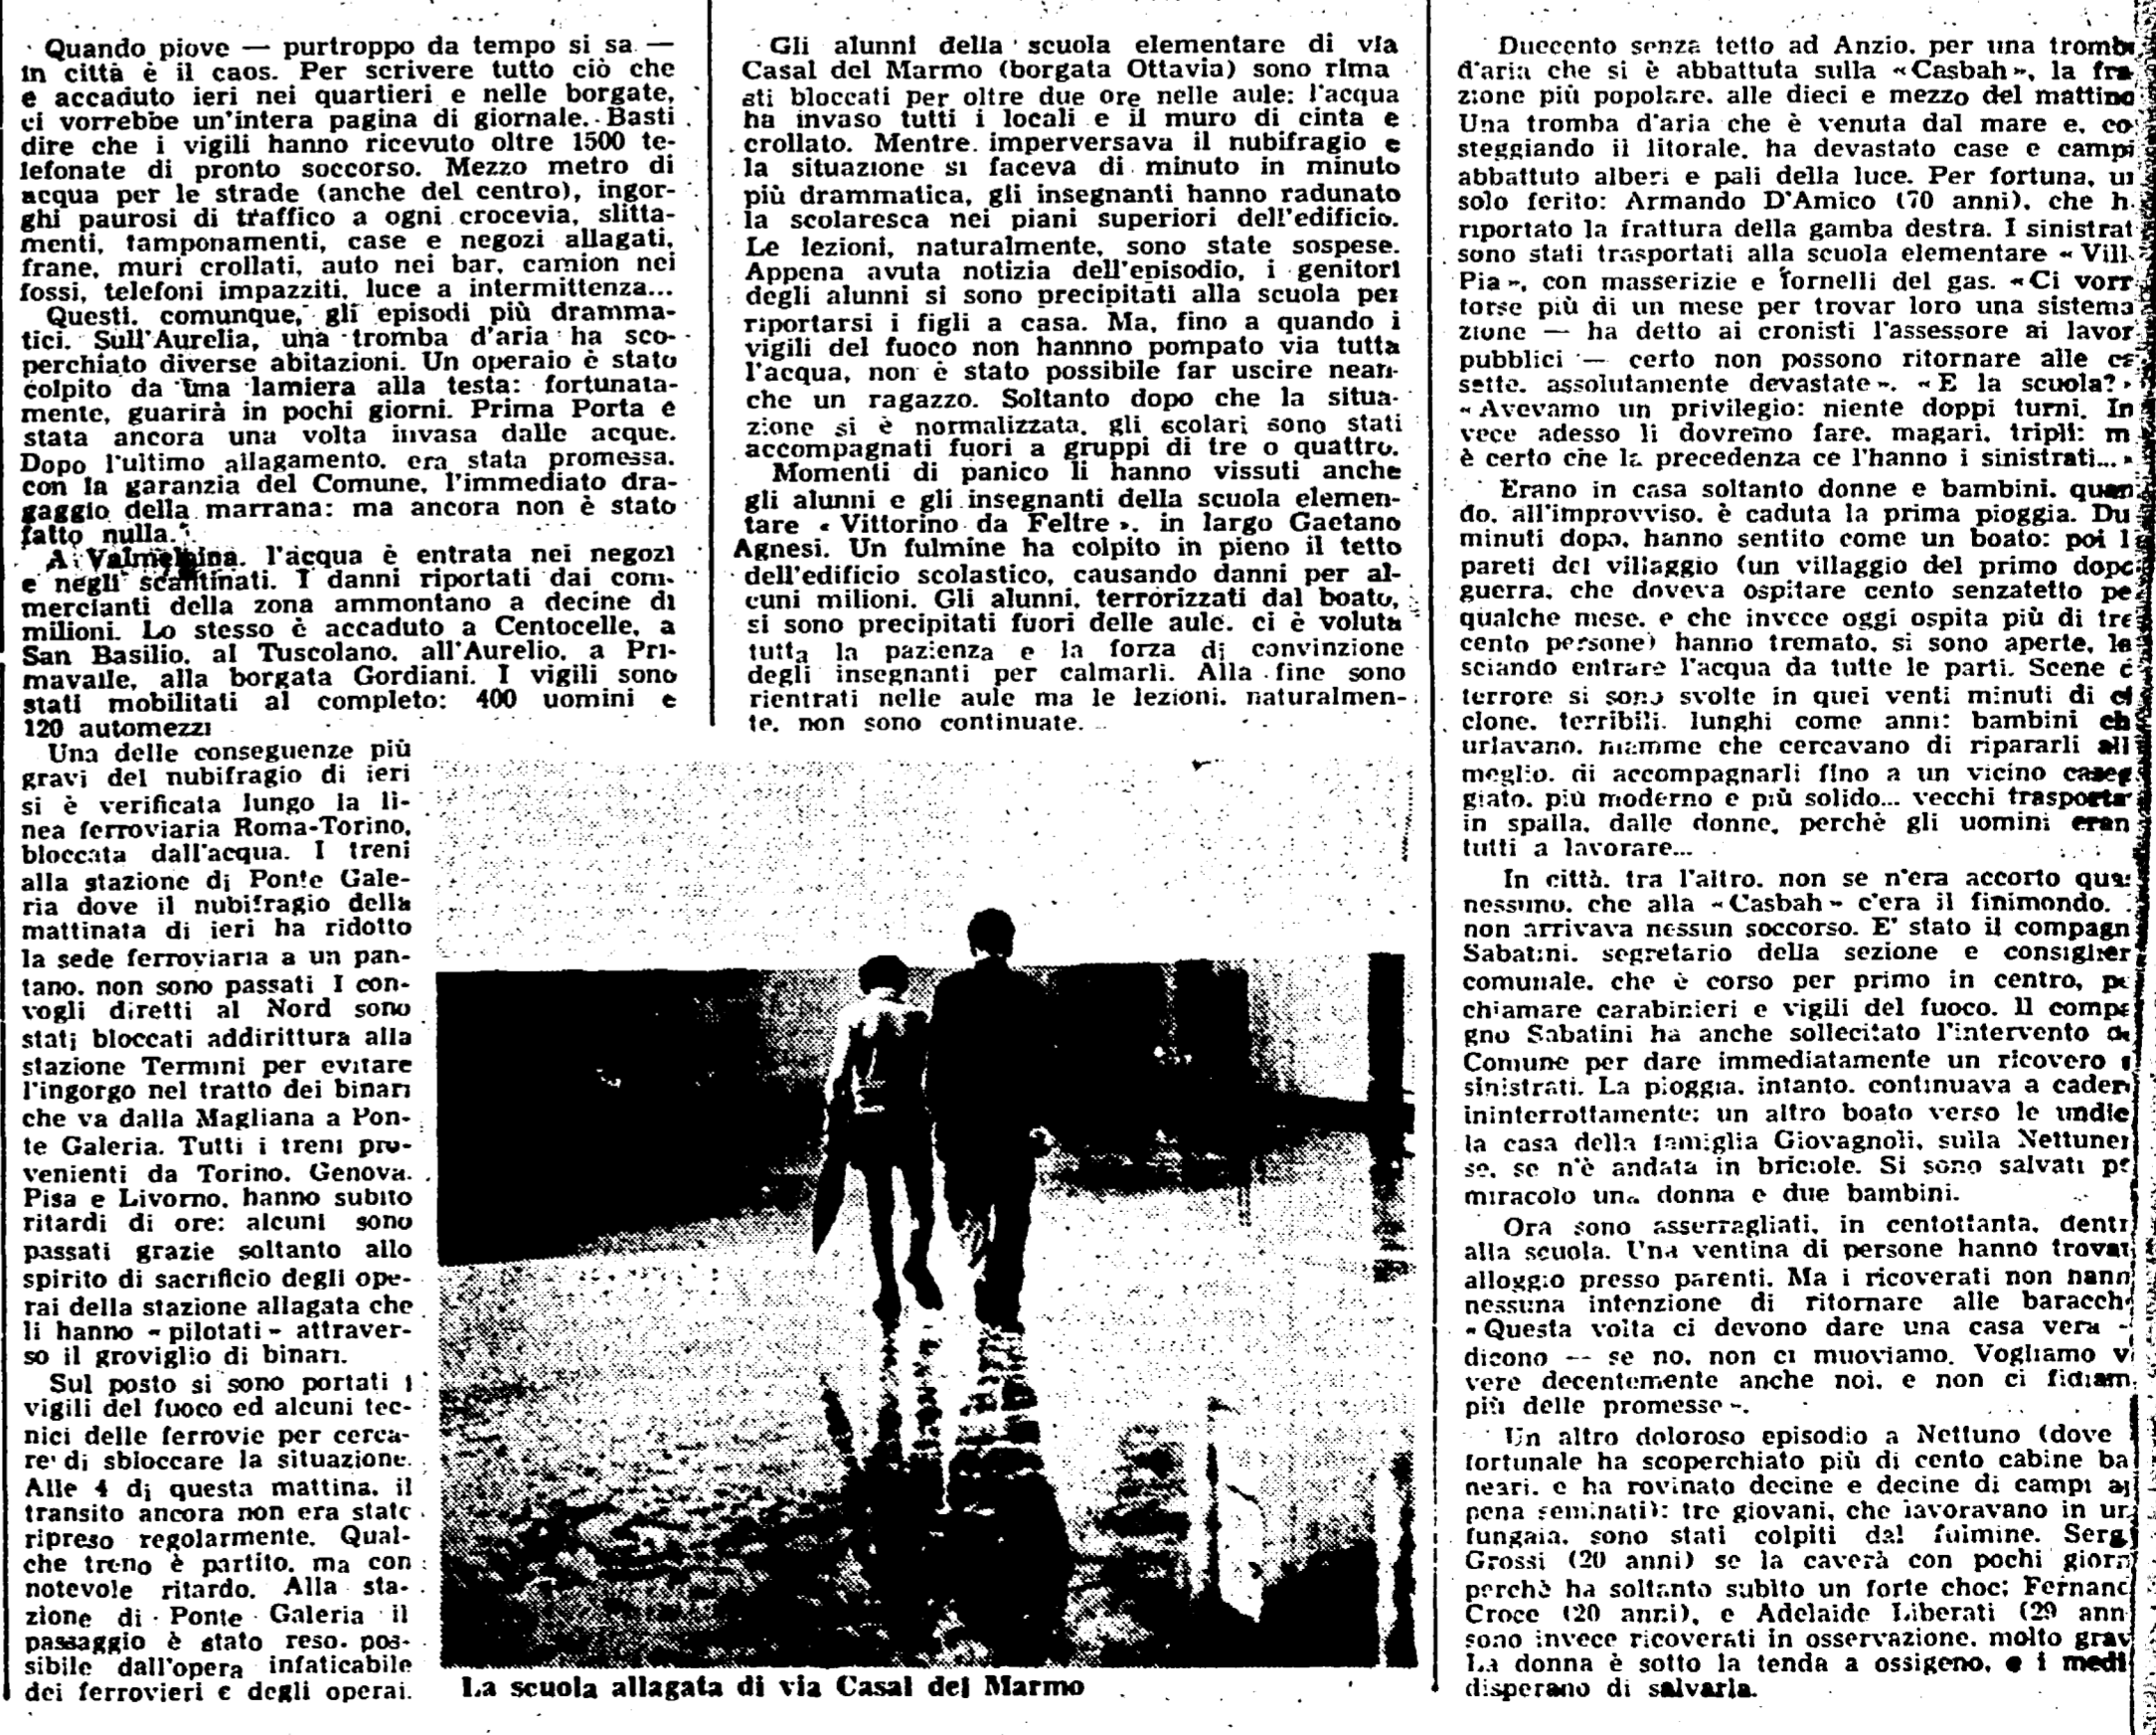 Quando piove — purtroppo da tempo si sa —
in città è il caos. Per scrivere tutto ciò che
e accaduto ieri nei quartieri e nelle borgate,
ci vorrebbe un'intera pagina di giornale. Basti
dire che i vigili hanno ricevuto oltre 1500 te-
lefonate di pronto soccorso. Mezzo metro di
acqua per le strade (anche del centro), ingor-
ghi paurosi di traffico a ogni crocevia, slitta-
menti, tamponamenti, case e negozi allagati,
frane, muri crollati, auto nei bar, camion nei
fossi, telefoni impazziti, luce a intermittenza...
Questi, comunque, gli episodi più dramma-
tici. Sull'Aurelia, una tromba d'aria ha sco-
perchiato diverse abitazioni. Un operaio è stato
colpito da una lamiera alla testa: fortunata-
mente, guarirà in pochi giorni. Prima Porta e
stata ancora una volta invasa dalle acque.
Dopo l'ultimo allagamento, era stata promessa,
con la garanzia del Comune, l'immediato dra-
gaggio della marrana: ma ancora non è stato
fatto nulla.
A Valmelaina, l'acqua è entrata nei negozi
e negli scantinati. I danni riportati dai com-
mercianti della zona ammontano a decine di
milioni. Lo stesso è accaduto a Centocelle, a
San Basilio, al Tuscolano, all'Aurelio, a Pri-
mavalle, alla borgata Gordiani. I vigili sono
stati mobilitati al completo: 400 uomini e
120 automezzi
Una delle conseguenze più
gravi del nubifragio di ieri
si è verificata lungo la li-
nea ferroviaria Roma-Torino,
bloccata dall'acqua. I treni
alla stazione di Ponte Gale-
ria dove il nubifragio della
mattinata di ieri ha ridotto
la sede ferroviaria a un pan-
tano, non sono passati I con-
vogli diretti al Nord sono
stati bloccati addirittura alla
stazione Termini per evitare
l'ingorgo nel tratto dei binari
che va dalla Magliana a Pon-
te Galeria. Tutti i treni pro-
venienti da Torino, Genova,
Pisa e Livorno, hanno subito
ritardi di ore: alcuni sono
passati grazie soltanto allo
spirito di sacrificio degli ope-
rai della stazione allagata che
li hanno «pilotati» attraver-
so il groviglio di binari.
Sul posto si sono portati i
vigili del fuoco ed alcuni tec-
nici delle ferrovie per cerca-
re di sbloccare la situazione.
Alle 4 di questa mattina, il
transito ancora non era stato
ripreso regolarmente. Qual-
che treno è partito, ma con
notevole ritardo. Alla sta-
zione di Ponte Galeria il
passaggio è stato reso pos-
sibile dall'opera infaticabile
dei ferrovieri e degli operai.
Gli alunni della scuola elementare di via
Casal del Marmo (borgata Ottavia) sono rima
sti bloccati per oltre due ore nelle aule: l'acqua
ha invaso tutti i locali e il muro di cinta e
crollato. Mentre imperversava il nubifragio e
la situazione si faceva di minuto in minuto
più drammatica, gli insegnanti hanno radunato
la scolaresca nei piani superiori dell'edificio.
Le lezioni, naturalmente, sono state sospese.
Appena avuta notizia dell'episodio, i genitori
degli alunni si sono precipitati alla scuola per
riportarsi i figli a casa. Ma, fino a quando i
vigili del fuoco non hannno pompato via tutta
l'acqua, non è stato possibile far uscire nean-
che un ragazzo. Soltanto dopo che la situa-
zione si è normalizzata, gli scolari sono stati
accompagnati fuori a gruppi di tre o quattro.
Momenti di panico li hanno vissuti anche
gli alunni e gli insegnanti della scuola elemen-
tare «Vittorino da Feltre», in largo Gaetano
Agnesi. Un fulmine ha colpito in pieno il tetto
dell'edificio scolastico, causando danni per al-
cuni milioni. Gli alunni, terrorizzati dal boato,
si sono precipitati fuori delle aule. ci è voluta
tutta la pazienza e la forza di convinzione
degli insegnanti per calmarli. Alla fine sono
rientrati nelle aule ma le lezioni, naturalmen-
te, non sono continuate.
La scuola allagata di via Casal del Marmo
Duecento senza tetto ad Anzio, per una tromba
d'aria che si è abbattuta sulla «Casbah», la fra
zione più popolare, alle dieci e mezzo del mattino
Una tromba d'aria che è venuta dal mare e, co
steggiando il litorale, ha devastato case e campi
abbattuto alberi e pali della luce. Per fortuna, un
solo ferito: Armando D'Amico (70 anni), che h
riportato la frattura della gamba destra. I sinistrat
sono stati trasportati alla scuola elementare «Vill
Pia», con masserizie e fornelli del gas. «Ci vorr
forse più di un mese per trovar loro una sistema
zione — ha detto ai cronisti l'assessore ai lavor
pubblici — certo non possono ritornare alle ca
sette, assolutamente devastate». «E la scuola?»
«Avevamo un privilegio: niente doppi turni. In
vece adesso li dovremo fare, magari, tripli: m
è certo che la precedenza ce l'hanno i sinistrati...»
Erano in casa soltanto donne e bambini, quan
do, all'improvviso, è caduta la prima pioggia. Du
minuti dopo, hanno sentito come un boato: poi l
pareti del villaggio (un villaggio del primo dopo
guerra, che doveva ospitare cento senzatetto pe
qualche mese, e che invece oggi ospita più di tre
cento persone) hanno tremato, si sono aperte, la
sciando entrare l'acqua da tutte le parti. Scene d
terrore si sono svolte in quei venti minuti di ci
clone, terribili, lunghi come anni: bambini ch
urlavano, mamme che cercavano di ripararli all
meglio, di accompagnarli fino a un vicino caseg
giato, più moderno e più solido... vecchi trasporta
in spalla, dalle donne, perchè gli uomini eran
tutti a lavorare...
In città, tra l'altro, non se n'era accorto quas
nessuno, che alla «Casbah» c'era il finimondo.
non arrivava nessun soccorso. E' stato il compagn
Sabatini, segretario della sezione e consiglier
comunale, che è corso per primo in centro, pe
chiamare carabinieri e vigili del fuoco. Il compa
gno Sabatini ha anche sollecitato l'intervento de
Comune per dare immediatamente un ricovero a
sinistrati. La pioggia, intanto, continuava a cader
ininterrottamente: un altro boato verso le undic
la casa della famiglia Giovagnoli, sulla Nettunen
se, se n'è andata in briciole. Si sono salvati pe
miracolo una donna e due bambini.
Ora sono asserragliati, in centottanta, dentr
alla scuola. Una ventina di persone hanno trovat
alloggio presso parenti. Ma i ricoverati non hann
nessuna intenzione di ritornare alle baracch
«Questa volta ci devono dare una casa vera -
dicono — se no, non ci muoviamo. Vogliamo vi
vere decentemente anche noi, e non ci fidiam
più delle promesse».
Un altro doloroso episodio a Nettuno (dove
fortunale ha scoperchiato più di cento cabine bal
neari, e ha rovinato decine e decine di campi ap
pena seminati): tre giovani, che lavoravano in un
fungaia, sono stati colpiti dal fulmine. Sergi
Grossi (20 anni) se la caverà con pochi giorn
perchè ha soltanto subito un forte choc; Fernand
Croce (20 anni), e Adelaide Liberati (29 ann
sono invece ricoverati in osservazione, molto grav
La donna è sotto la tenda a ossigeno, e i medi
disperano di salvarla.